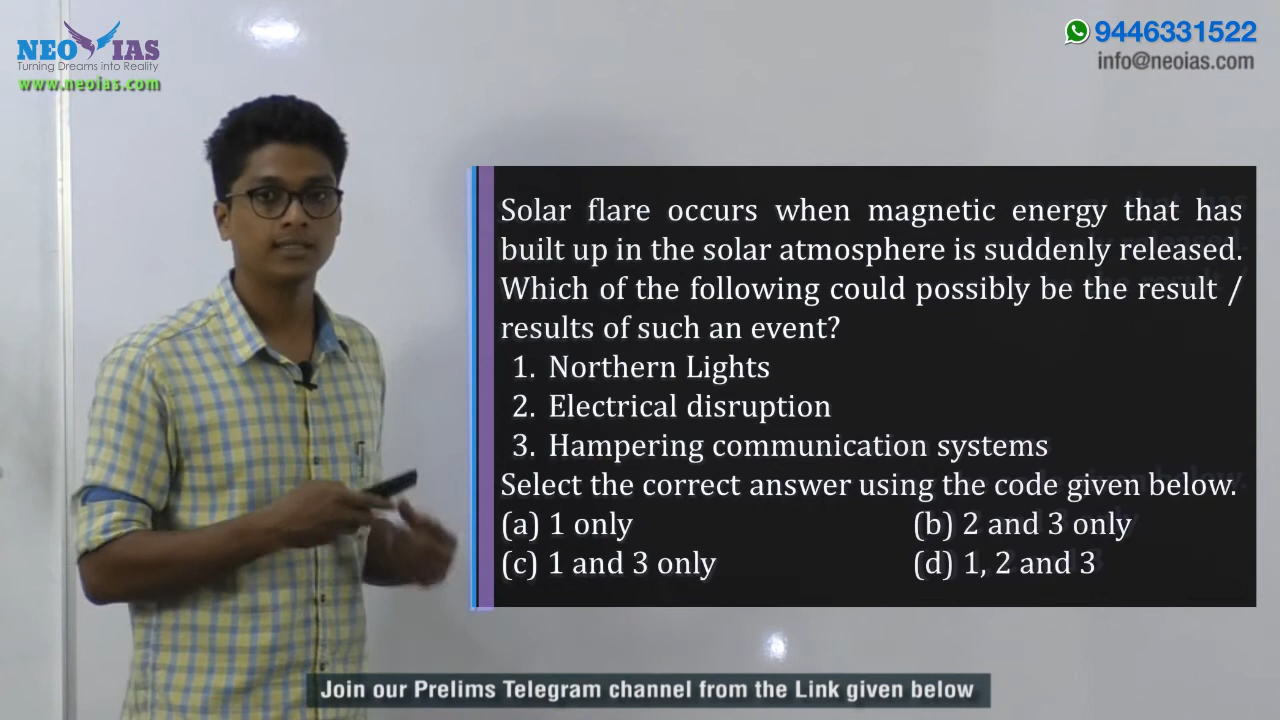 NEO IAS
Turning Dreams into Reality
www.neoias.com
9446331522
info@neoias.com
Solar flare occurs when magnetic energy that has
built up in the solar atmosphere is suddenly released.
Which of the following could possibly be the result /
results of such an event?
1. Northern Lights
2. Electrical disruption
3. Hampering communication systems
Select the correct answer using the code given below.
(a) 1 only (b) 2 and 3 only
(c) 1 and 3 only (d) 1, 2 and 3
Join our Prelims Telegram channel from the Link given below